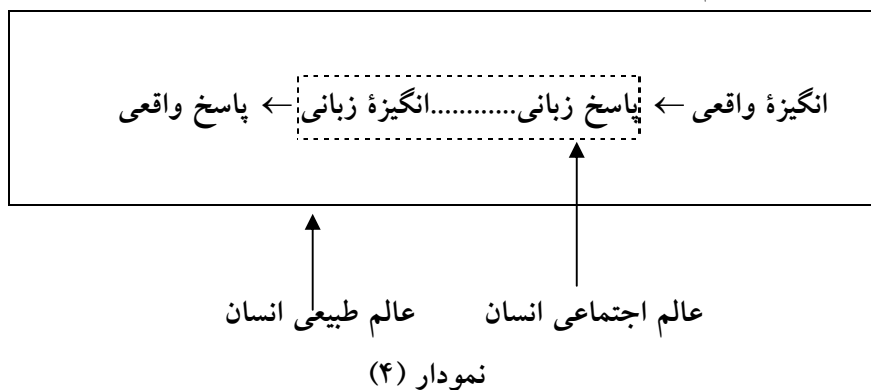 انگیزهٔ واقعی ← پاسخ زبانی............انگیزهٔ زبانی ← پاسخ واقعی
عالم اجتماعی انسان عالم طبیعی انسان
نمودار (۴)